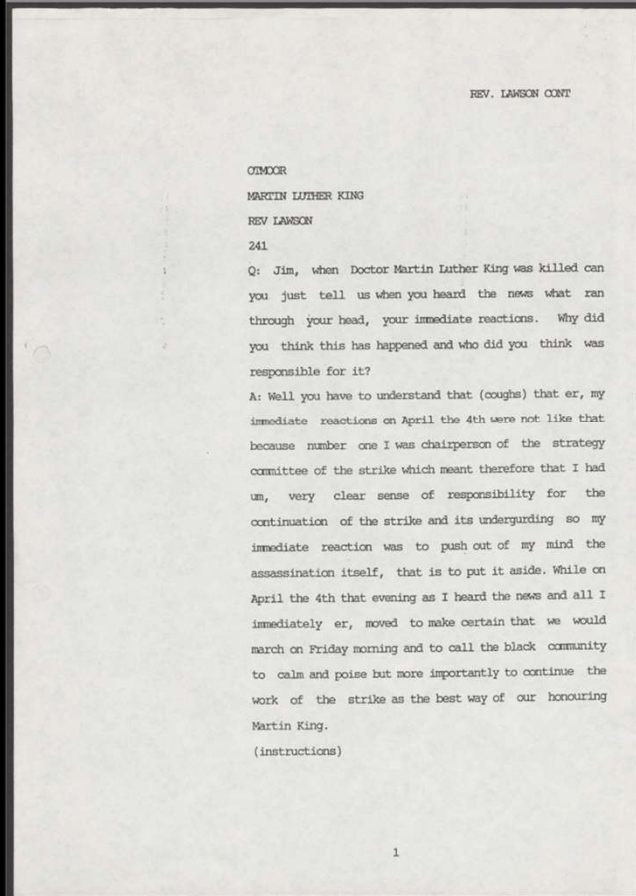 REV. LAWSON CONT
OTMOOR
MARTIN LUTHER KING
REV LAWSON
241
Q: Jim, when Doctor Martin Luther King was killed can
you just tell us when you heard the news what ran
through your head, your immediate reactions. Why did
you think this has happened and who did you think was
responsible for it?
A: Well you have to understand that (coughs) that er, my
immediate reactions on April the 4th were not like that
because number one I was chairperson of the strategy
committee of the strike which meant therefore that I had
um, very clear sense of responsibility for the
continuation of the strike and its undergurding so my
immediate reaction was to push out of my mind the
assassination itself, that is to put it aside. While on
April the 4th that evening as I heard the news and all I
immediately er, moved to make certain that we would
march on Friday morning and to call the black community
to calm and poise but more importantly to continue the
work of the strike as the best way of our honouring
Martin King.
(instructions)
1